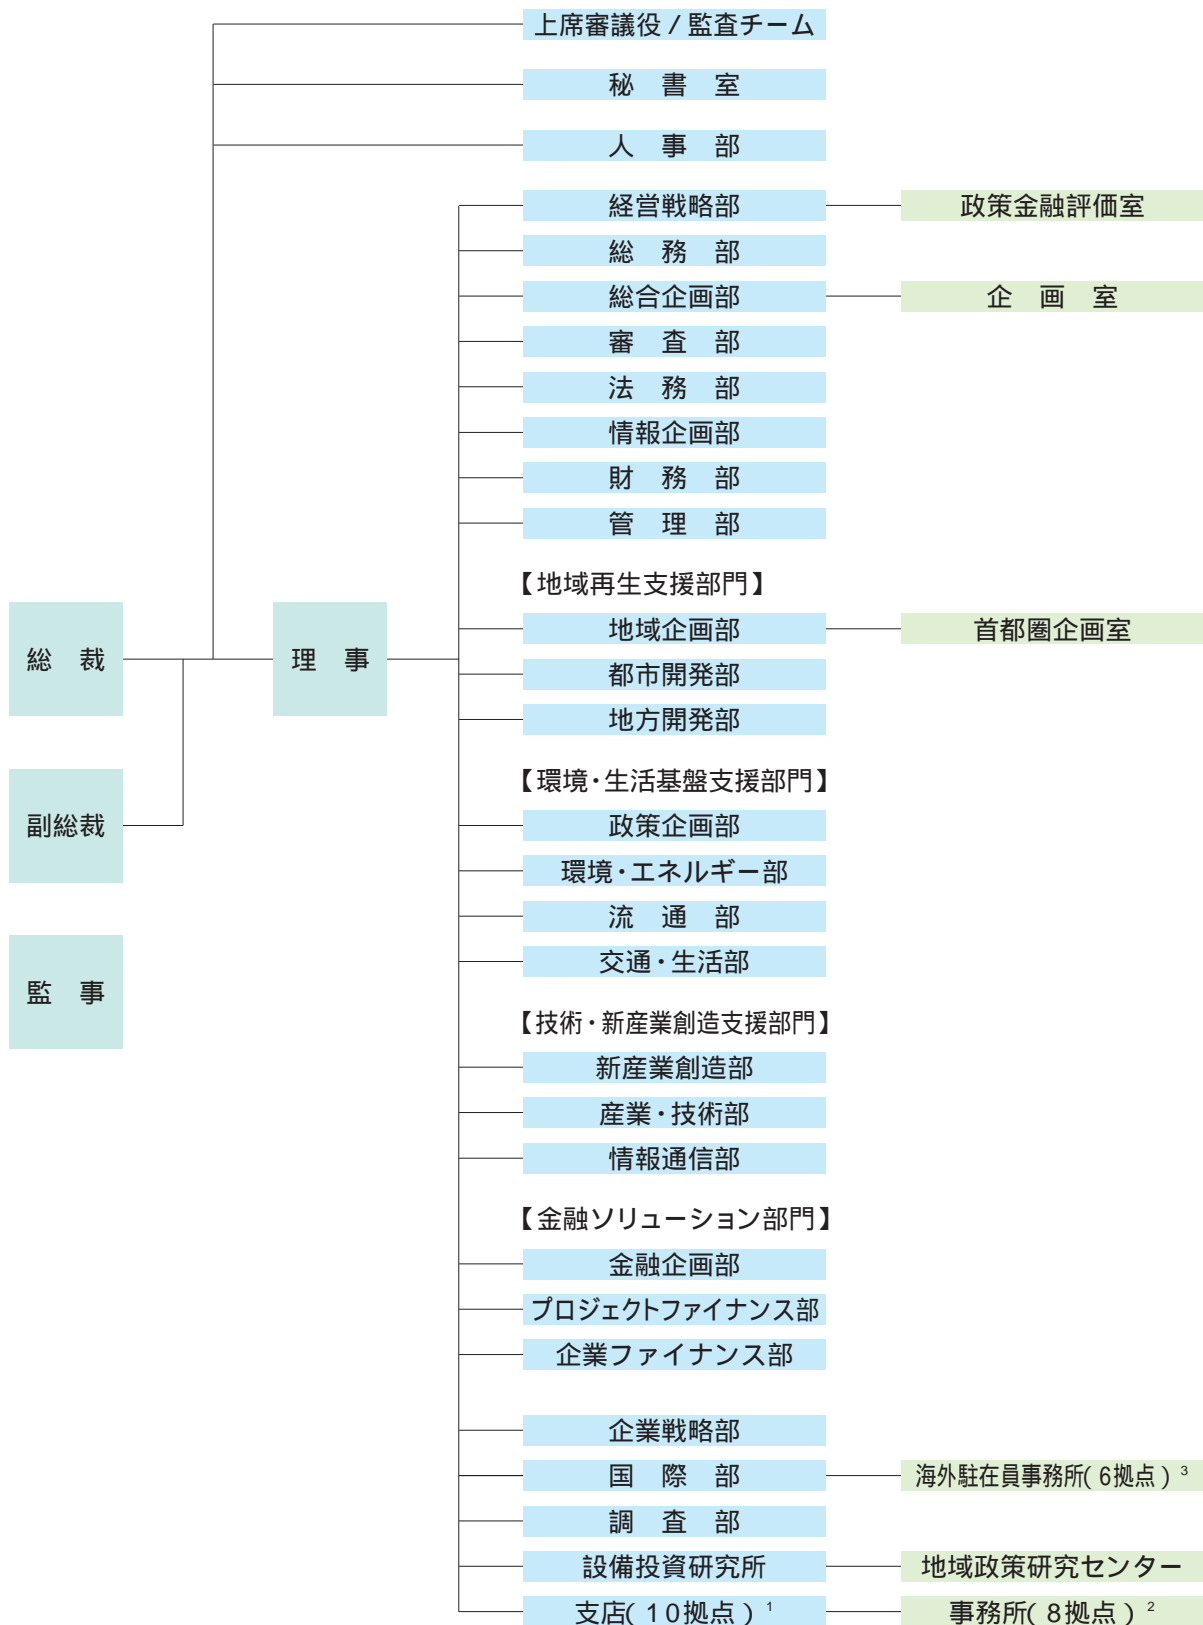 上席審議役 / 監査チーム
秘 書 室
人 事 部
経営戦略部 政策金融評価室
総 務 部
総合企画部 企 画 室
審 査 部
法 務 部
情報企画部
財 務 部
管 理 部
【地域再生支援部門】
地域企画部 首都圏企画室
総 裁 理 事
都市開発部
地方開発部
【環境・生活基盤支援部門】
副総裁 政策企画部
環境・エネルギー部
流 通 部
交通・生活部
監 事
【技術・新産業創造支援部門】
新産業創造部
産業・技術部
情報通信部
【金融ソリューション部門】
金融企画部
プロジェクトファイナンス部
企業ファイナンス部
企業戦略部
国 際 部 海外駐在員事務所(6拠点) 3
調 査 部
設備投資研究所 地域政策研究センター
支店(10拠点) 1 事務所(8拠点) 2